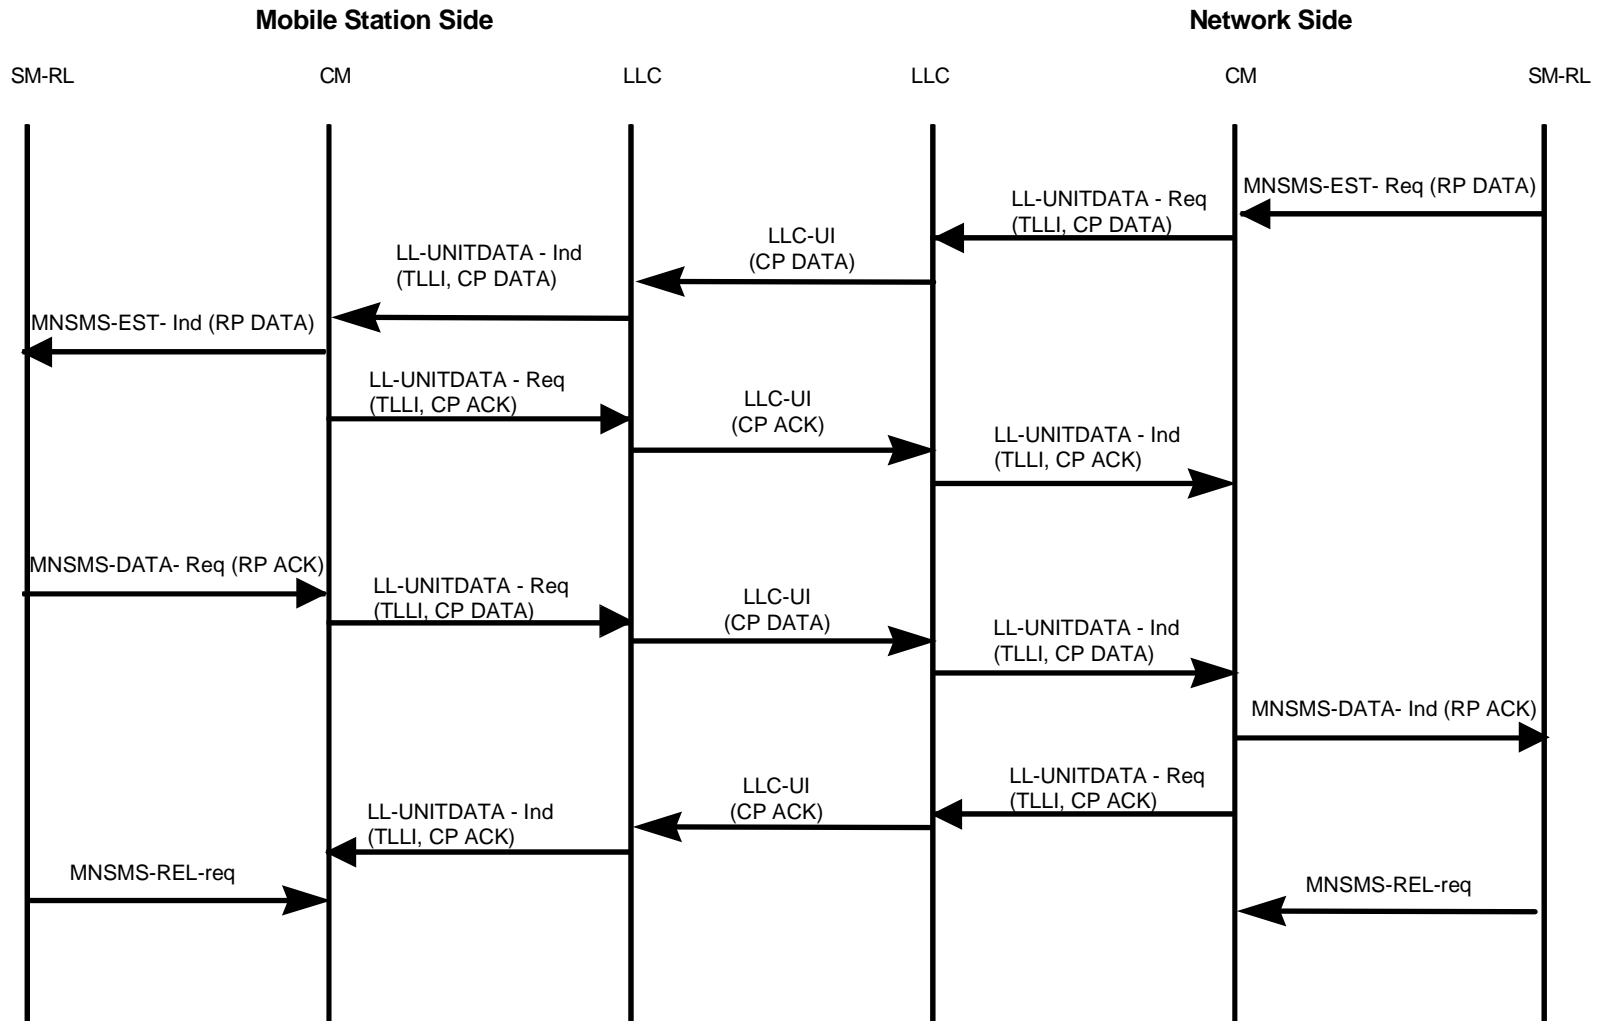 Mobile Station Side
Network Side
SM-RL
CM
LLC
LLC
CM
SM-RL
MNSMS-EST- Req (RP DATA)
LL-UNITDATA - Req
(TLLI, CP DATA)
LLC-UI
(CP DATA)
LL-UNITDATA - Ind
(TLLI, CP DATA)
MNSMS-EST- Ind (RP DATA)
LL-UNITDATA - Req
(TLLI, CP ACK)
LLC-UI
(CP ACK)
LL-UNITDATA - Ind
(TLLI, CP ACK)
MNSMS-DATA- Req (RP ACK)
LL-UNITDATA - Req
(TLLI, CP DATA)
LLC-UI
(CP DATA)
LL-UNITDATA - Ind
(TLLI, CP DATA)
MNSMS-DATA- Ind (RP ACK)
LL-UNITDATA - Req
(TLLI, CP ACK)
LLC-UI
(CP ACK)
LL-UNITDATA - Ind
(TLLI, CP ACK)
MNSMS-REL-req
MNSMS-REL-req